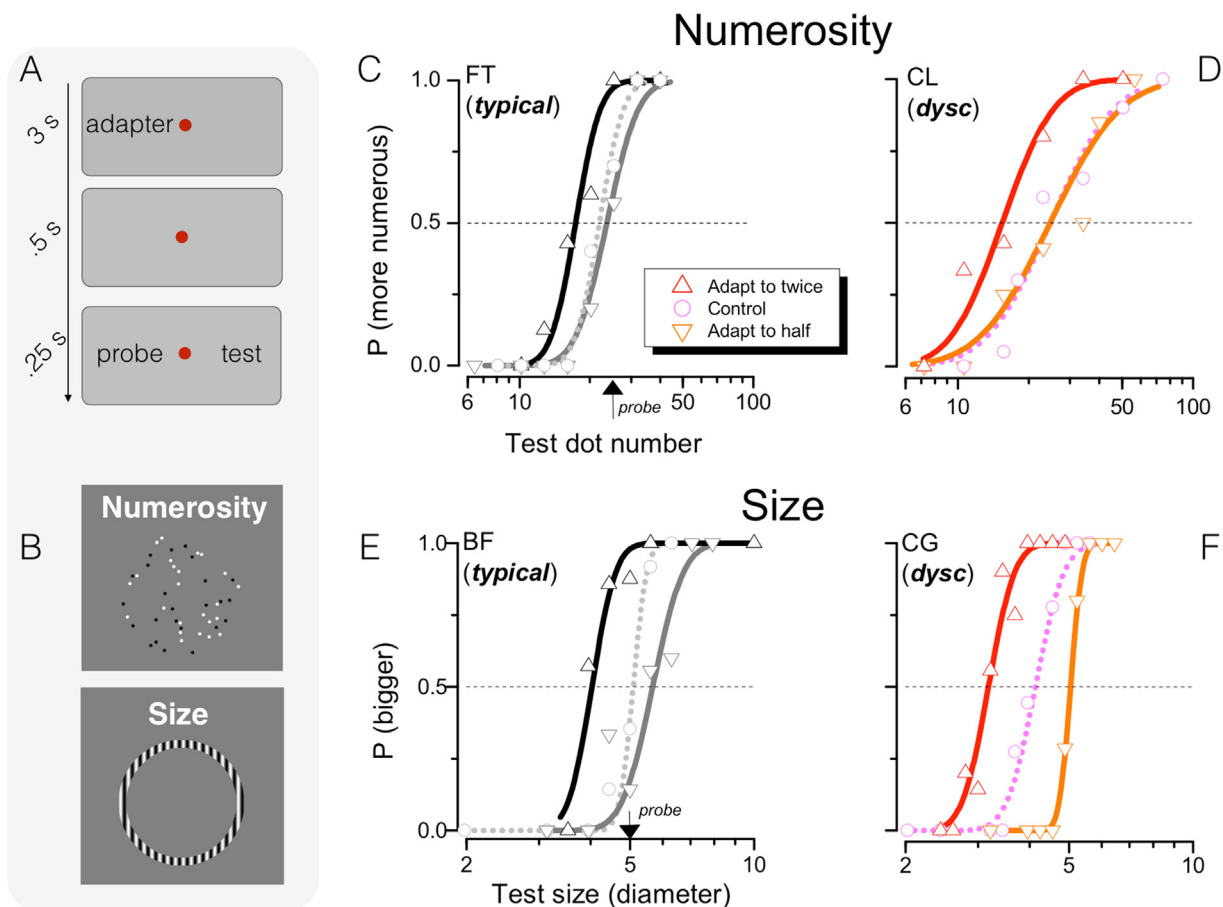 Numerosity
A
3 s
adapter
.5 s
.25 s
probe test
B
Numerosity
Size
C
FT
(typical)
1.0
0.5
0.0
P (more numerous)
6 10 50 100
probe
Test dot number
Adapt to twice
Control
Adapt to half
D
CL
(dysc)
6 10 50 100
Size
E
BF
(typical)
1.0
0.5
0.0
P (bigger)
probe
2 5 10
Test size (diameter)
F
CG
(dysc)
2 5 10